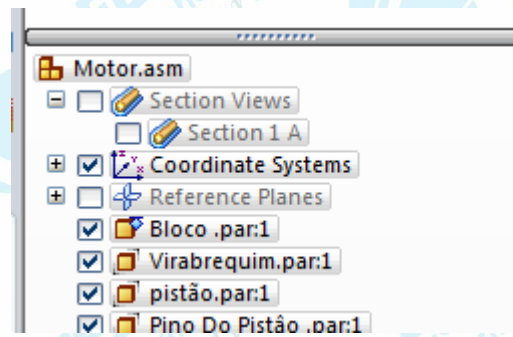 Motor.asm
Section Views
Section 1 A
Coordinate Systems
Reference Planes
Bloco .par:1
Virabrequim.par:1
pistão.par:1
Pino Do Pistâo .par:1